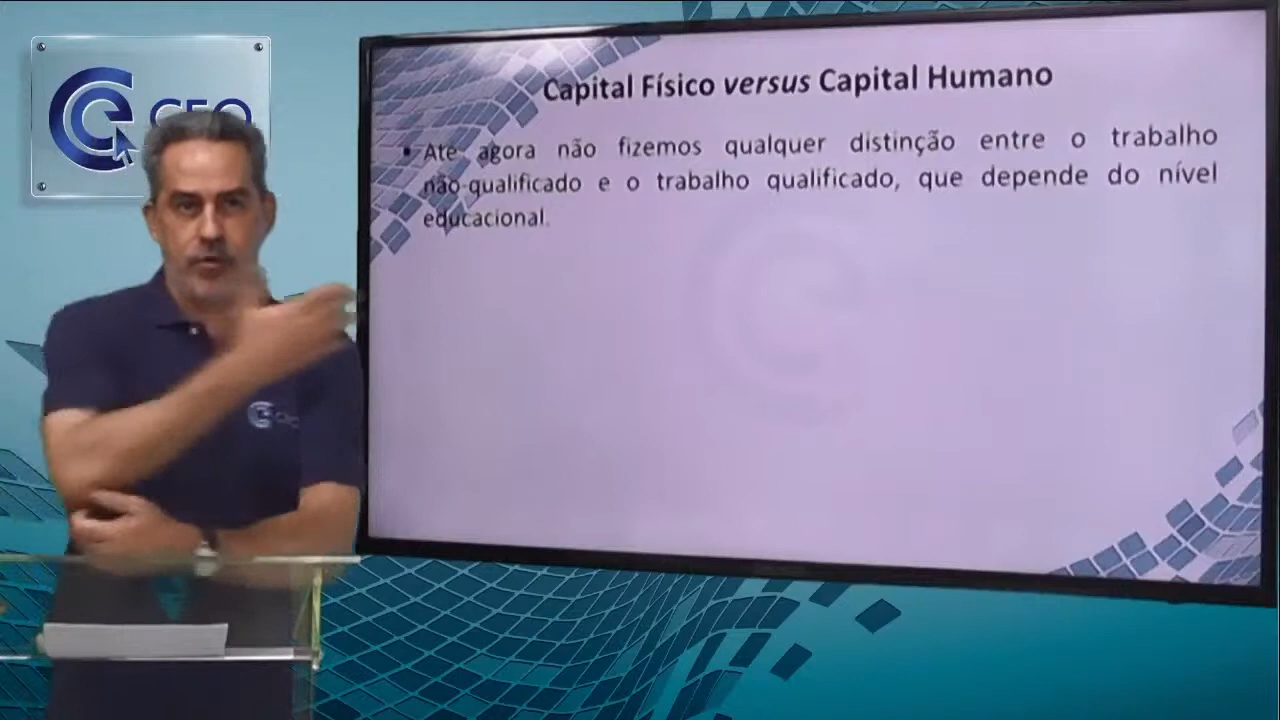 CEO
Capital Físico versus Capital Humano
• Até agora não fizemos qualquer distinção entre o trabalho
não-qualificado e o trabalho qualificado, que depende do nível
educacional.